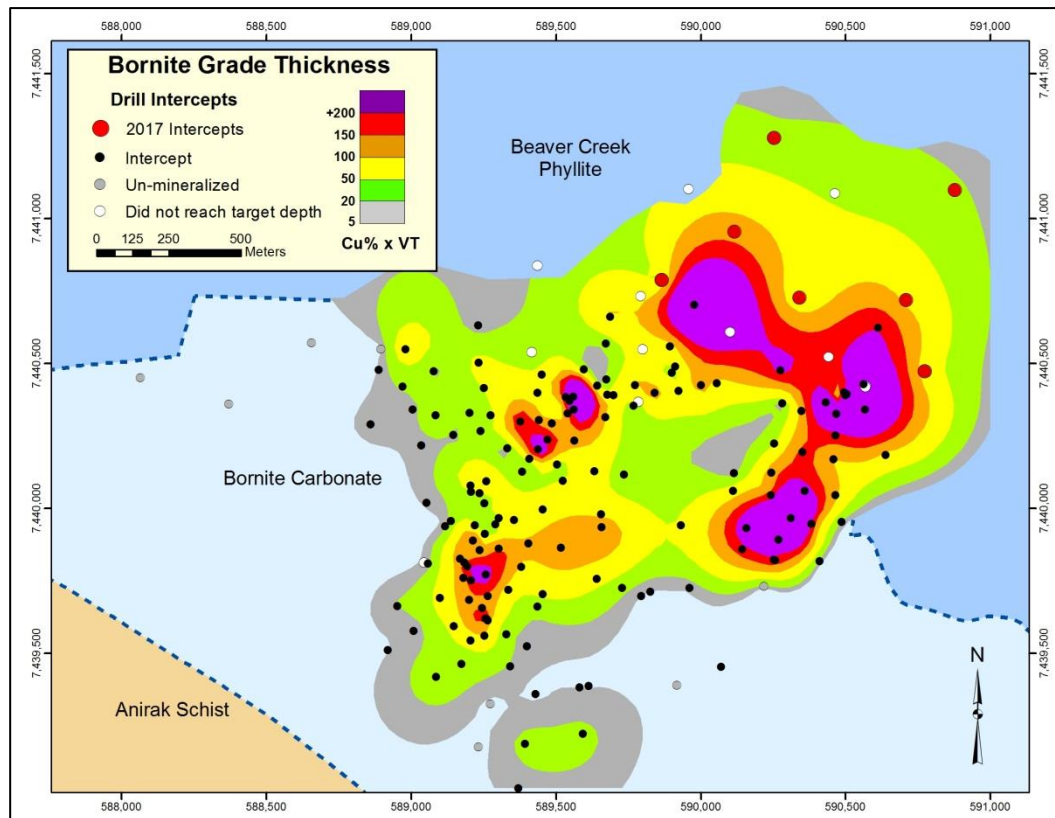 588,000 588,500 589,000 589,500 590,000 590,500 591,000
7,441,500 7,441,500
Bornite Grade Thickness
Drill Intercepts
2017 Intercepts
Intercept
Un-mineralized
Did not reach target depth
0 125 250 500
Meters
+200
150
100
50
20
5
Cu% x VT
Beaver Creek
Phyllite
7,441,000 7,441,000
7,440,500 7,440,500
Bornite Carbonate
7,440,000 7,440,000
7,439,500 7,439,500
Anirak Schist
N
588,000 588,500 589,000 589,500 590,000 590,500 591,000